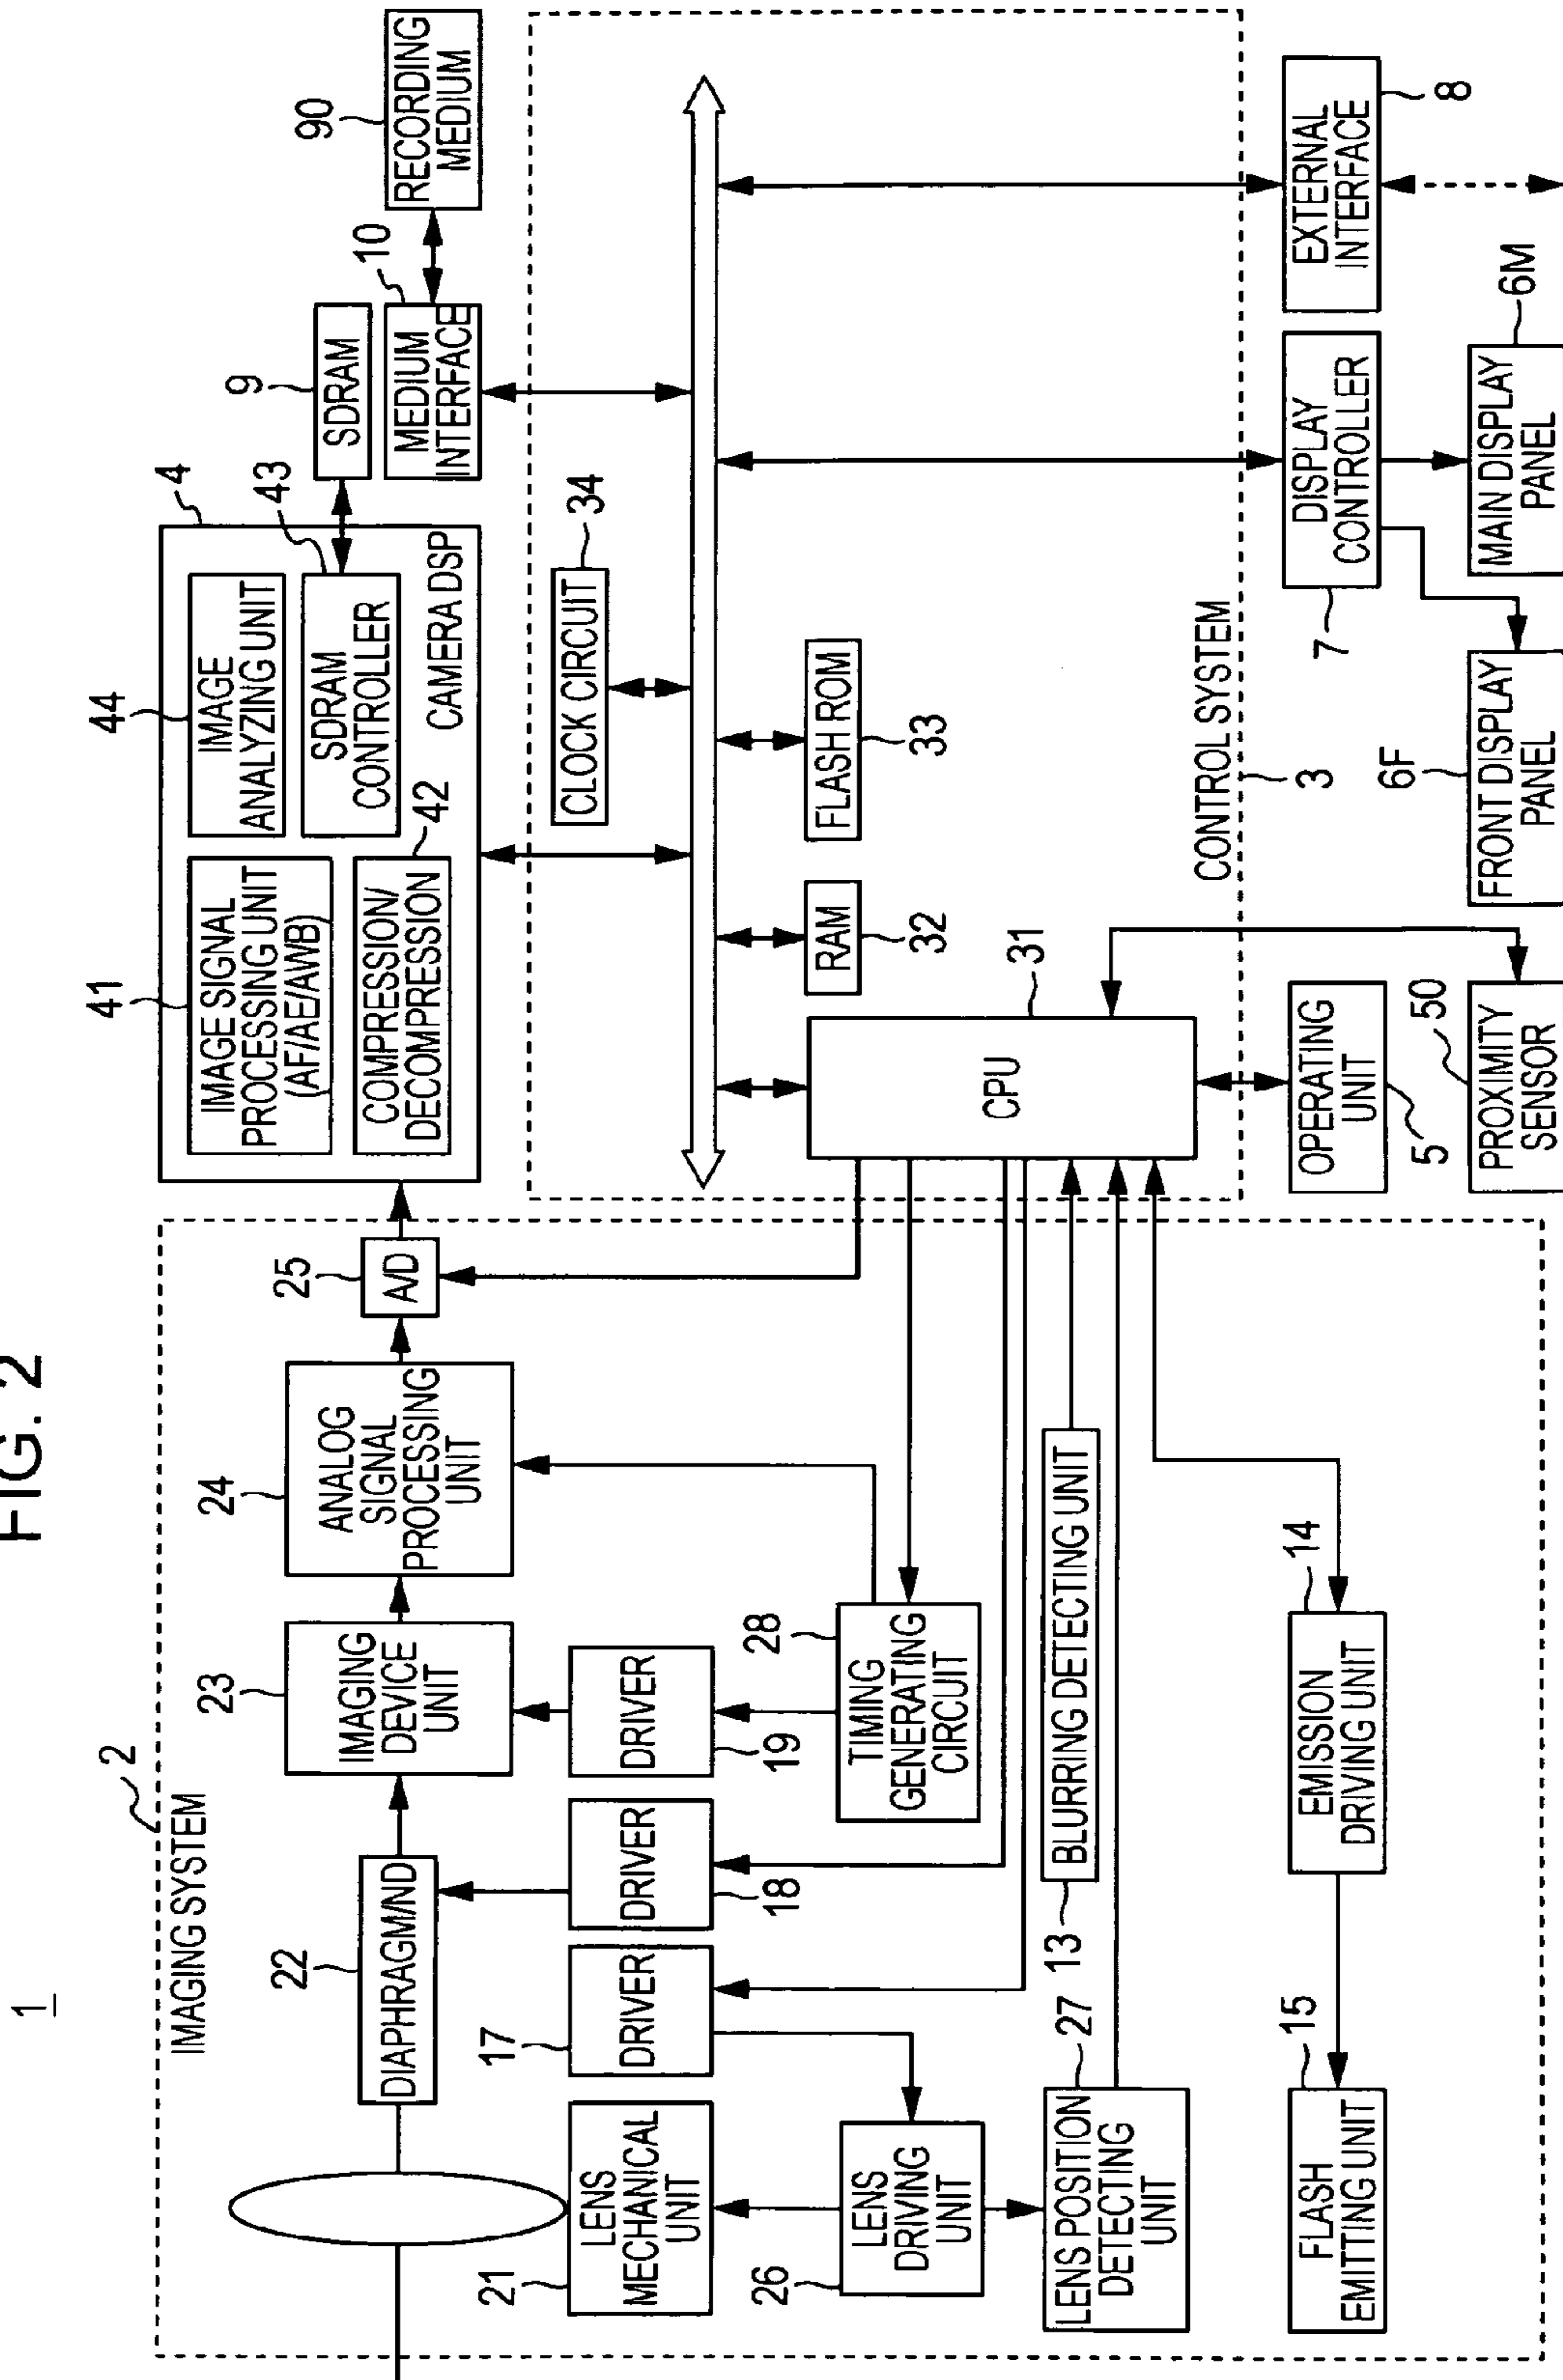 FIG. 2
1
2
IMAGING SYSTEM
22
DIAPHRAGM/ND
23
IMAGING
DEVICE
UNIT
24
ANALOG
SIGNAL
PROCESSING
UNIT
25
A/D
21
LENS
MECHANICAL
UNIT
17
DRIVER
18
DRIVER
19
DRIVER
26
LENS
DRIVING
UNIT
28
TIMING
GENERATING
CIRCUIT
27
LENS POSITION
DETECTING
UNIT
13
BLURRING DETECTING UNIT
15
FLASH
EMITTING UNIT
14
EMISSION
DRIVING UNIT
41
IMAGE SIGNAL
PROCESSING UNIT
(AF/AE/AWB)
44
IMAGE
ANALYZING UNIT
4
COMPRESSION/
DECOMPRESSION
42
SDRAM
CONTROLLER
43
CAMERA DSP
9
SDRAM
10
MEDIUM
INTERFACE
90
RECORDING
MEDIUM
CLOCK CIRCUIT
34
CPU
31
RAM
32
FLASH ROM
33
CONTROL SYSTEM
3
OPERATING
UNIT
5
50
PROXIMITY
SENSOR
7
DISPLAY
CONTROLLER
EXTERNAL
INTERFACE
8
6F
FRONT DISPLAY
PANEL
6M
MAIN DISPLAY
PANEL